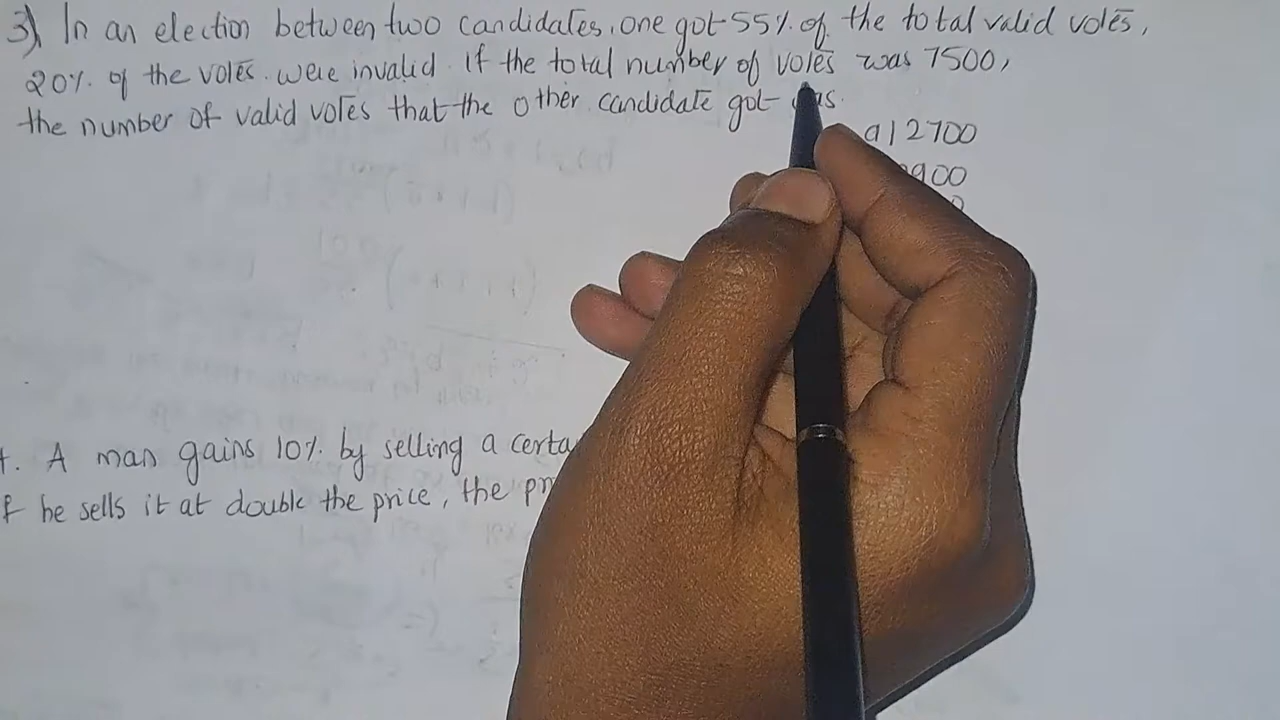 3) In an election between two candidates, one got 55% of the total valid votes,
20% of the votes were invalid. If the total number of votes was 7500,
the number of valid votes that the other candidate got
a) 2700
900
4. A man gains 10% by selling a
he sells it at double the price, the